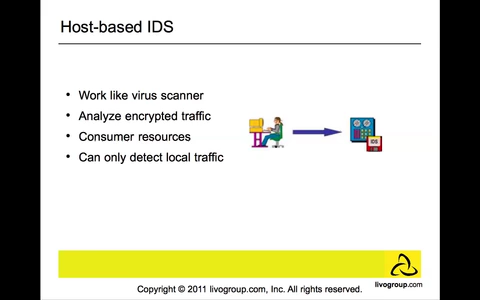 Host-based IDS
• Work like virus scanner
• Analyze encrypted traffic
• Consumer resources
• Can only detect local traffic
IDS
livogroup.com
Copyright © 2011 livogroup.com, Inc. All rights reserved.